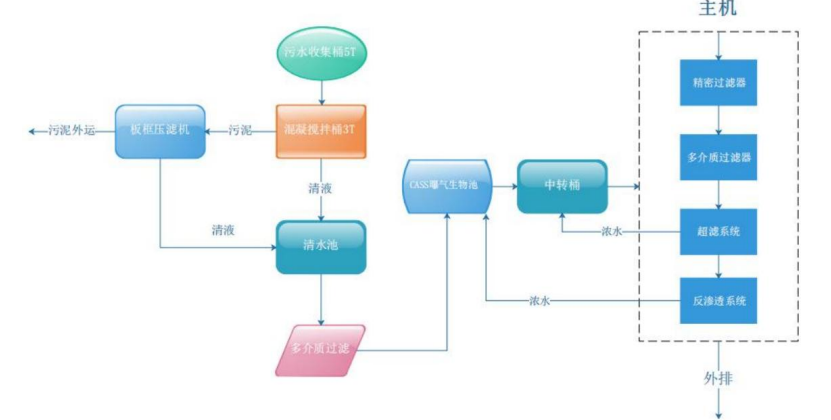 主机
污水收集桶5T
精密过滤器
污泥外运
板框压滤机
污泥
混凝搅拌桶3T
多介质过滤器
清液
CASS曝气生物池
中转桶
清液
清水池
浓水
超滤系统
浓水
反渗透系统
多介质过滤
外排